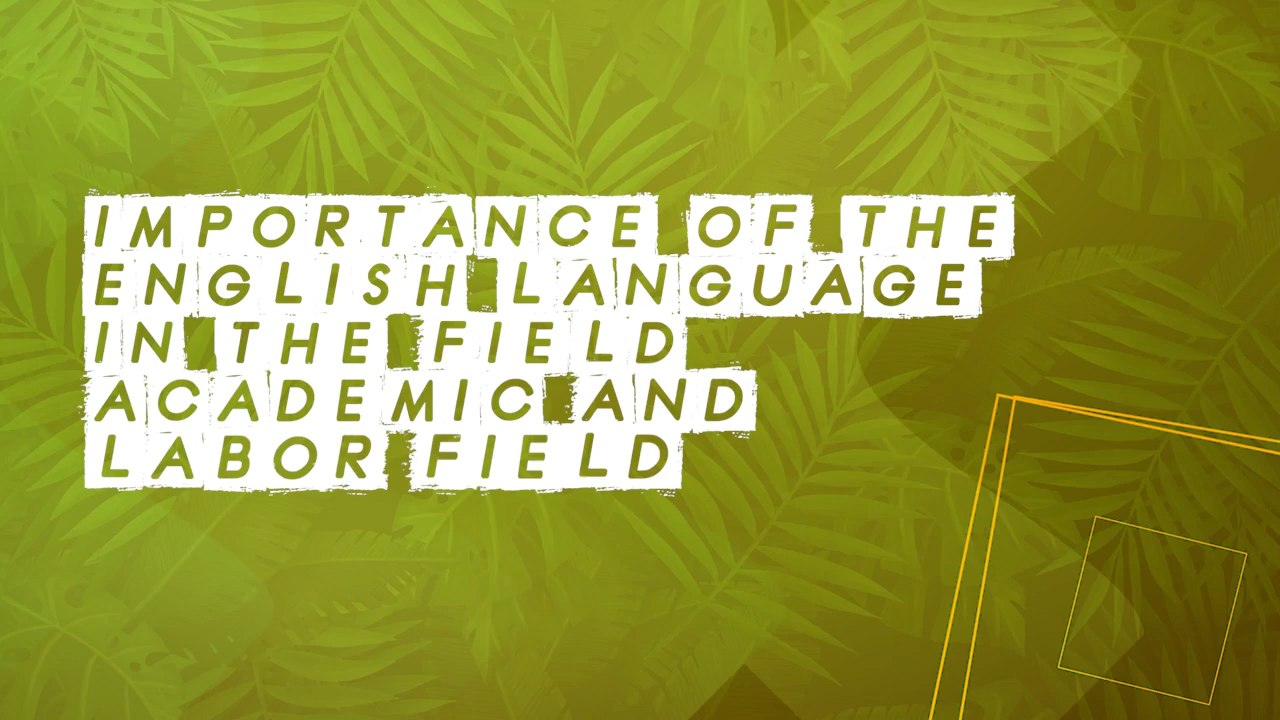 IMPORTANCE OF THE
ENGLISH LANGUAGE
IN THE FIELD
ACADEMIC AND
LABOR FIELD